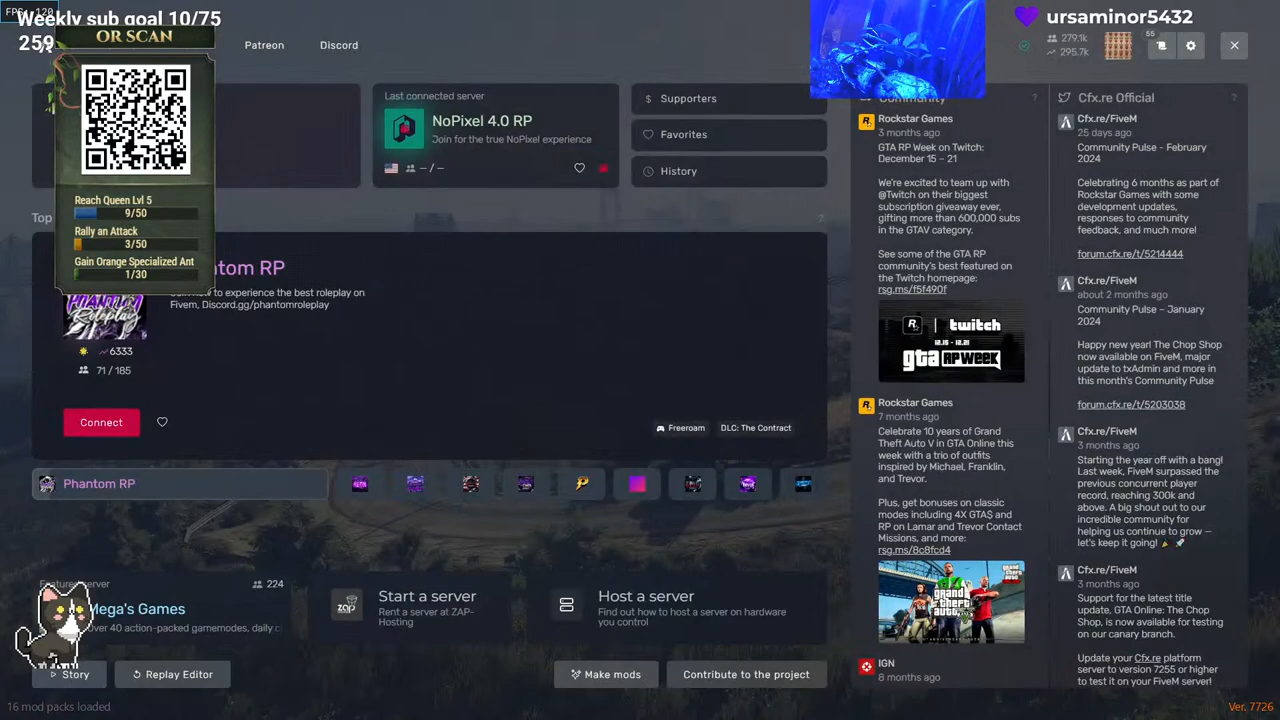 FPS
120
Weekly sub goal 10/75
259
OR SCAN
Reach Queen Lvl 5
9/50
Rally an Attack
3/50
Gain Orange Specialized Ant
1/30
Patreon
Discord
ursaminor5432
279.1k
295.7k
55
Last connected server
NoPixel 4.0 RP
Join for the true NoPixel experience
– / –
Supporters
Favorites
History
Top
?
Phantom RP
to experience the best roleplay on
Fivem, Discord.gg/phantomroleplay
PHANTOM
Roleplay
6333
71 / 185
Connect
Freeroam
DLC: The Contract
Phantom RP
server
224
Mega's Games
over 40 action-packed gamemodes, daily c
ZAP
Start a server
Rent a server at ZAP-
Hosting
Host a server
Find out how to host a server on hardware
you control
Story
Replay Editor
Make mods
Contribute to the project
16 mod packs loaded
Ver. 7726
Community
?
Rockstar Games
3 months ago
GTA RP Week on Twitch:
December 15 – 21
We're excited to team up with
@Twitch on their biggest
subscription giveaway ever,
gifting more than 600,000 subs
in the GTAV category.
See some of the GTA RP
community's best featured on
the Twitch homepage:
rsg.ms/f5f490f
R
twitch
12.15 - 12.21
gta RP WEEK
Rockstar Games
7 months ago
Celebrate 10 years of Grand
Theft Auto V in GTA Online this
week with a trio of outfits
inspired by Michael, Franklin,
and Trevor.
Plus, get bonuses on classic
modes including 4X GTA$ and
RP on Lamar and Trevor Contact
Missions, and more:
rsg.ms/8c8fcd4
grand
theft
auto
IGN
8 months ago
Cfx.re Official
?
Cfx.re/FiveM
25 days ago
Community Pulse - February
2024
Celebrating 6 months as part of
Rockstar Games with some
development updates,
responses to community
feedback, and much more!
forum.cfx.re/t/5214444
Cfx.re/FiveM
about 2 months ago
Community Pulse – January
2024
Happy new year! The Chop Shop
now available on FiveM, major
update to txAdmin and more in
this month's Community Pulse
forum.cfx.re/t/5203038
Cfx.re/FiveM
3 months ago
Starting the year off with a bang!
Last week, FiveM surpassed the
previous concurrent player
record, reaching 300k and
above. A big shout out to our
incredible community for
helping us continue to grow —
let's keep it going!
Cfx.re/FiveM
3 months ago
Support for the latest title
update, GTA Online: The Chop
Shop, is now available for testing
on our canary branch.
Update your Cfx.re platform
server to version 7255 or higher
to test it on your FiveM server!